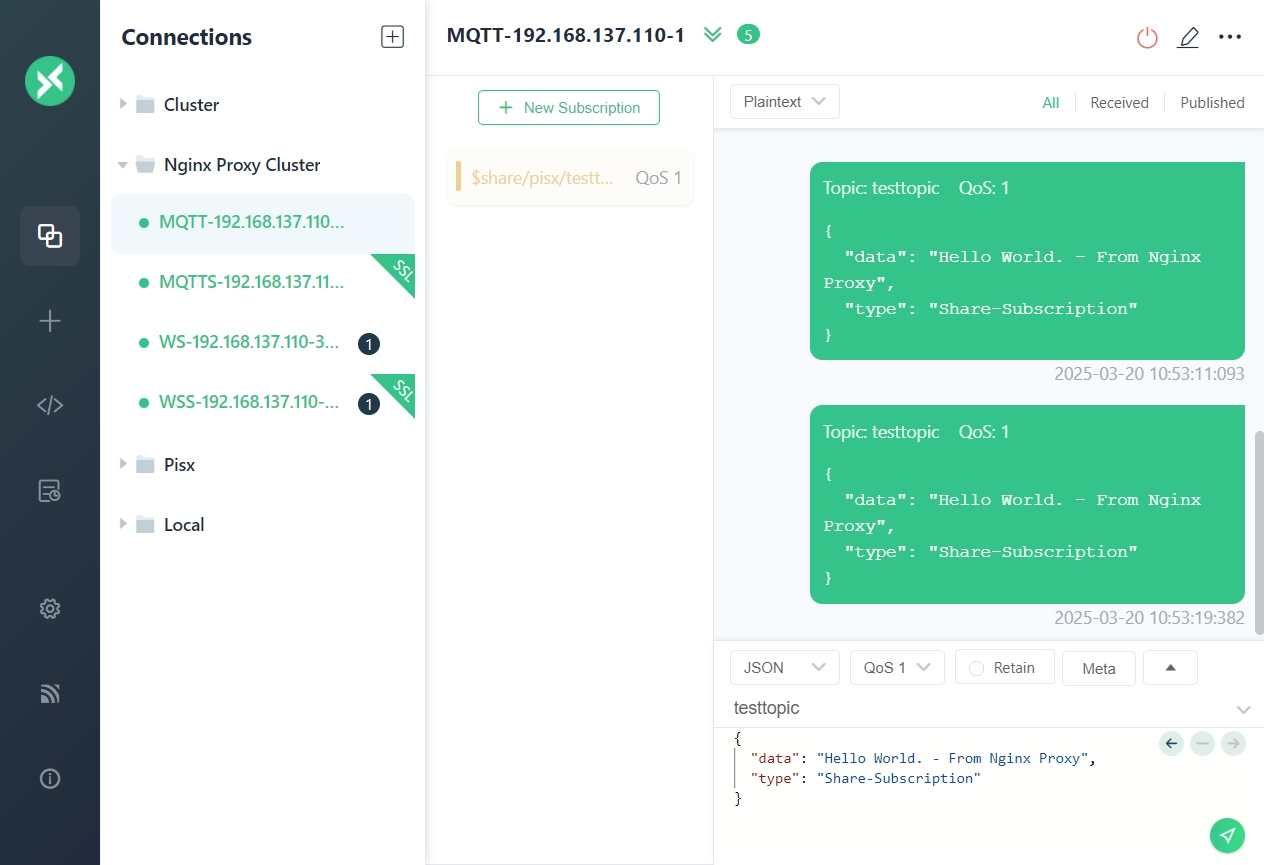 Connections
Cluster
Nginx Proxy Cluster
MQTT-192.168.137.110...
MQTTS-192.168.137.11...
SSL
WS-192.168.137.110-3...
1
WSS-192.168.137.110-...
1
SSL
Pisx
Local
MQTT-192.168.137.110-1
5
New Subscription
$share/pisx/testt...
QoS 1
Plaintext
All
Received
Published
Topic: testtopic QoS: 1
{
"data": "Hello World. - From Nginx
Proxy",
"type": "Share-Subscription"
}
2025-03-20 10:53:11:093
Topic: testtopic QoS: 1
{
"data": "Hello World. - From Nginx
Proxy",
"type": "Share-Subscription"
}
2025-03-20 10:53:19:382
JSON
QoS 1
Retain
Meta
testtopic
{
"data": "Hello World. - From Nginx Proxy",
"type": "Share-Subscription"
}